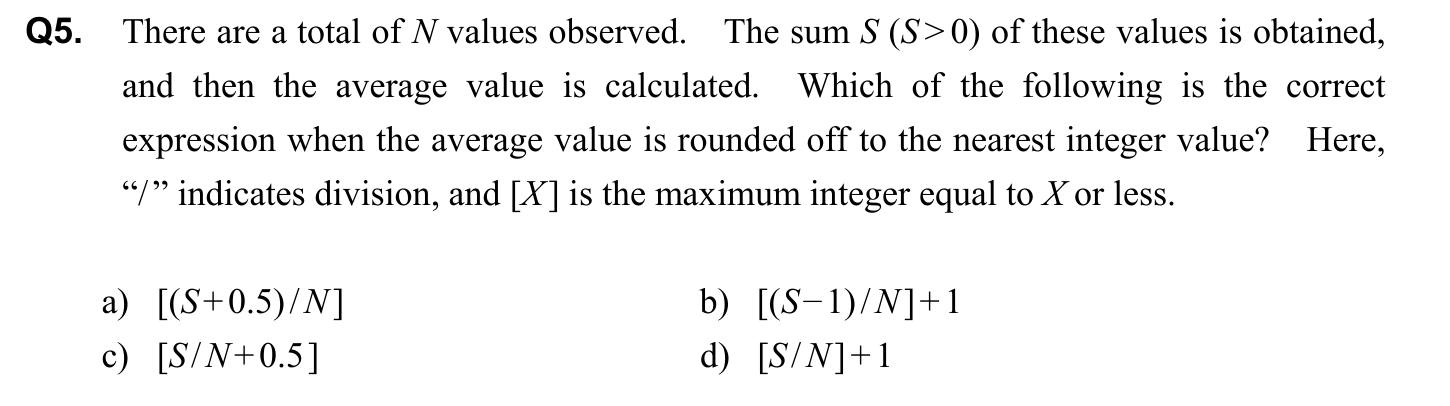 Q5. There are a total of N values observed. The sum S (S>0) of these values is obtained,
and then the average value is calculated. Which of the following is the correct
expression when the average value is rounded off to the nearest integer value? Here,
“/” indicates division, and [X] is the maximum integer equal to X or less.
a) [(S+0.5)/N] b) [(S−1)/N]+1
c) [S/N+0.5] d) [S/N]+1